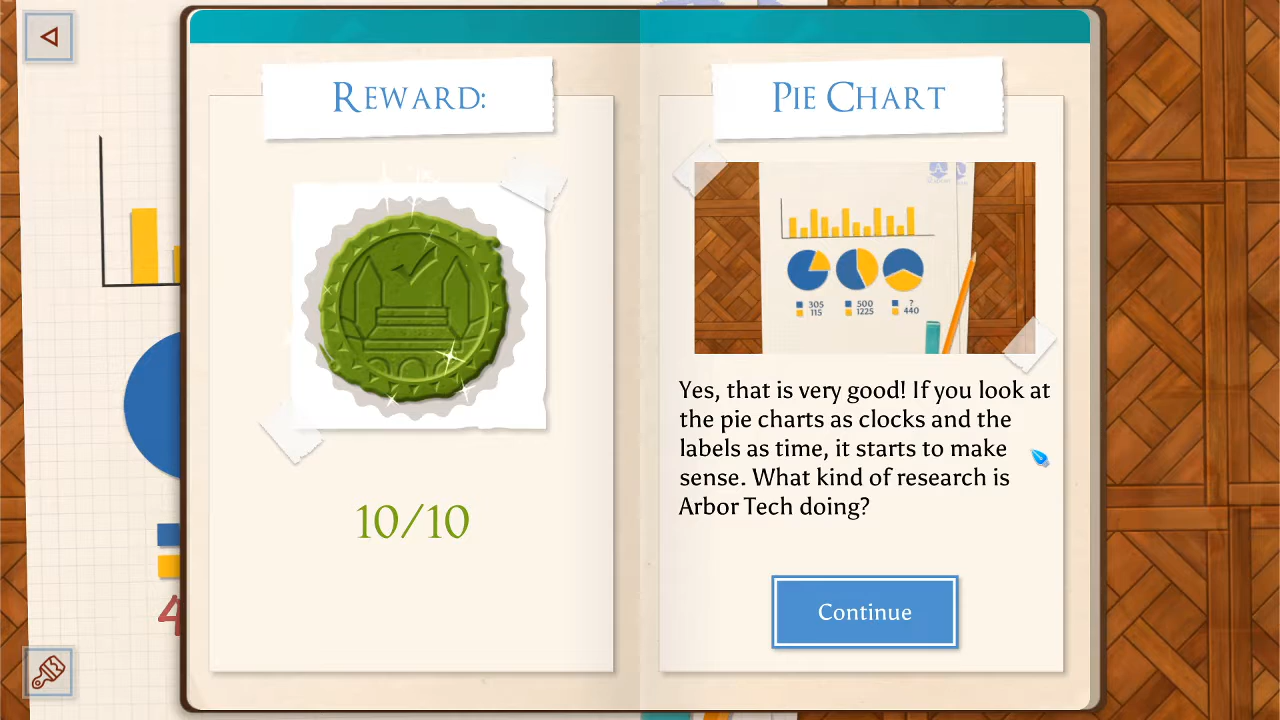 REWARD:
10/10
PIE CHART
305
115
500
1225
?
440
Yes, that is very good! If you look at
the pie charts as clocks and the
labels as time, it starts to make
sense. What kind of research is
Arbor Tech doing?
Continue